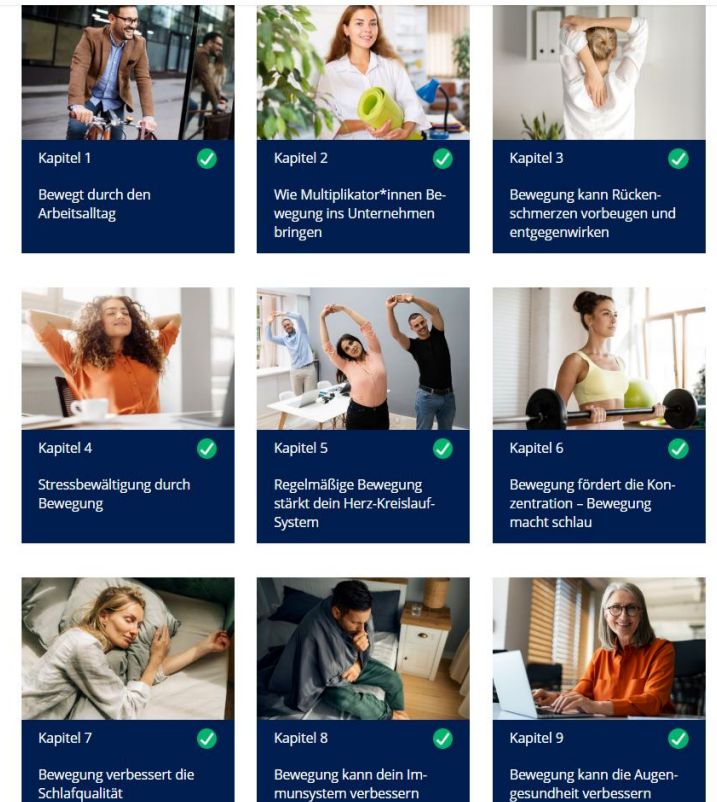 Kapitel 1
Bewegt durch den
Arbeitsalltag
Kapitel 2
Wie Multiplikator*innen Be-
wegung ins Unternehmen
bringen
Kapitel 3
Bewegung kann Rücken-
schmerzen vorbeugen und
entgegenwirken
Kapitel 4
Stressbewältigung durch
Bewegung
Kapitel 5
Regelmäßige Bewegung
stärkt dein Herz-Kreislauf-
System
Kapitel 6
Bewegung fördert die Kon-
zentration – Bewegung
macht schlau
Kapitel 7
Bewegung verbessert die
Schlafqualität
Kapitel 8
Bewegung kann dein Im-
munsystem verbessern
Kapitel 9
Bewegung kann die Augen-
gesundheit verbessern